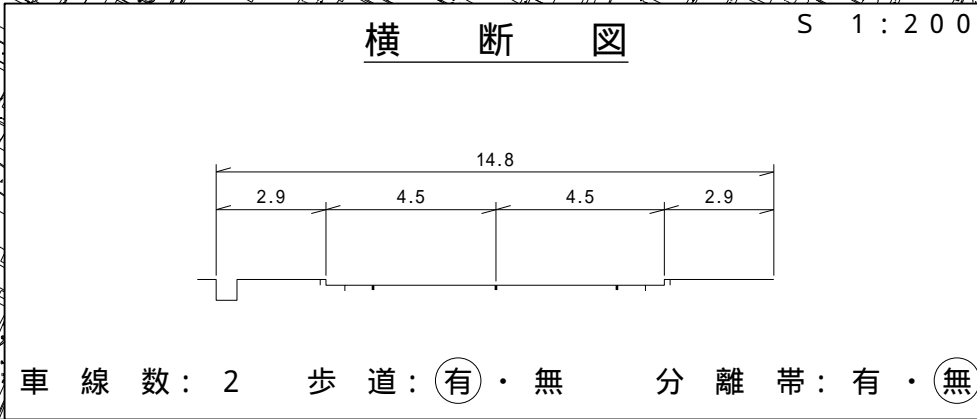 横 断 図
S 1:200
14.8
2.9 4.5 4.5 2.9
車 線 数: 2 歩 道: 有 ・ 無 分 離 帯: 有 ・ 無